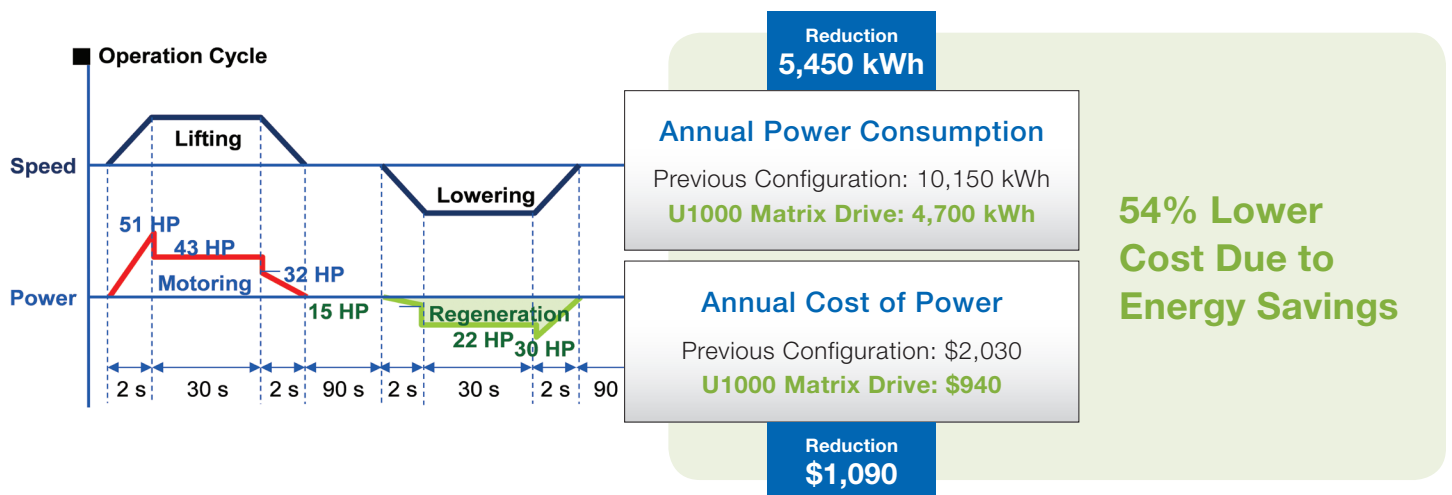 Operation Cycle
Speed
Lifting
Lowering
Power
51 HP
43 HP
Motoring
32 HP
15 HP
Regeneration
22 HP
30 HP
2 s
30 s
2 s
90 s
2 s
30 s
2 s
90
Reduction
5,450 kWh
Annual Power Consumption
Previous Configuration: 10,150 kWh
U1000 Matrix Drive: 4,700 kWh
Annual Cost of Power
Previous Configuration: $2,030
U1000 Matrix Drive: $940
Reduction
$1,090
54% Lower
Cost Due to
Energy Savings